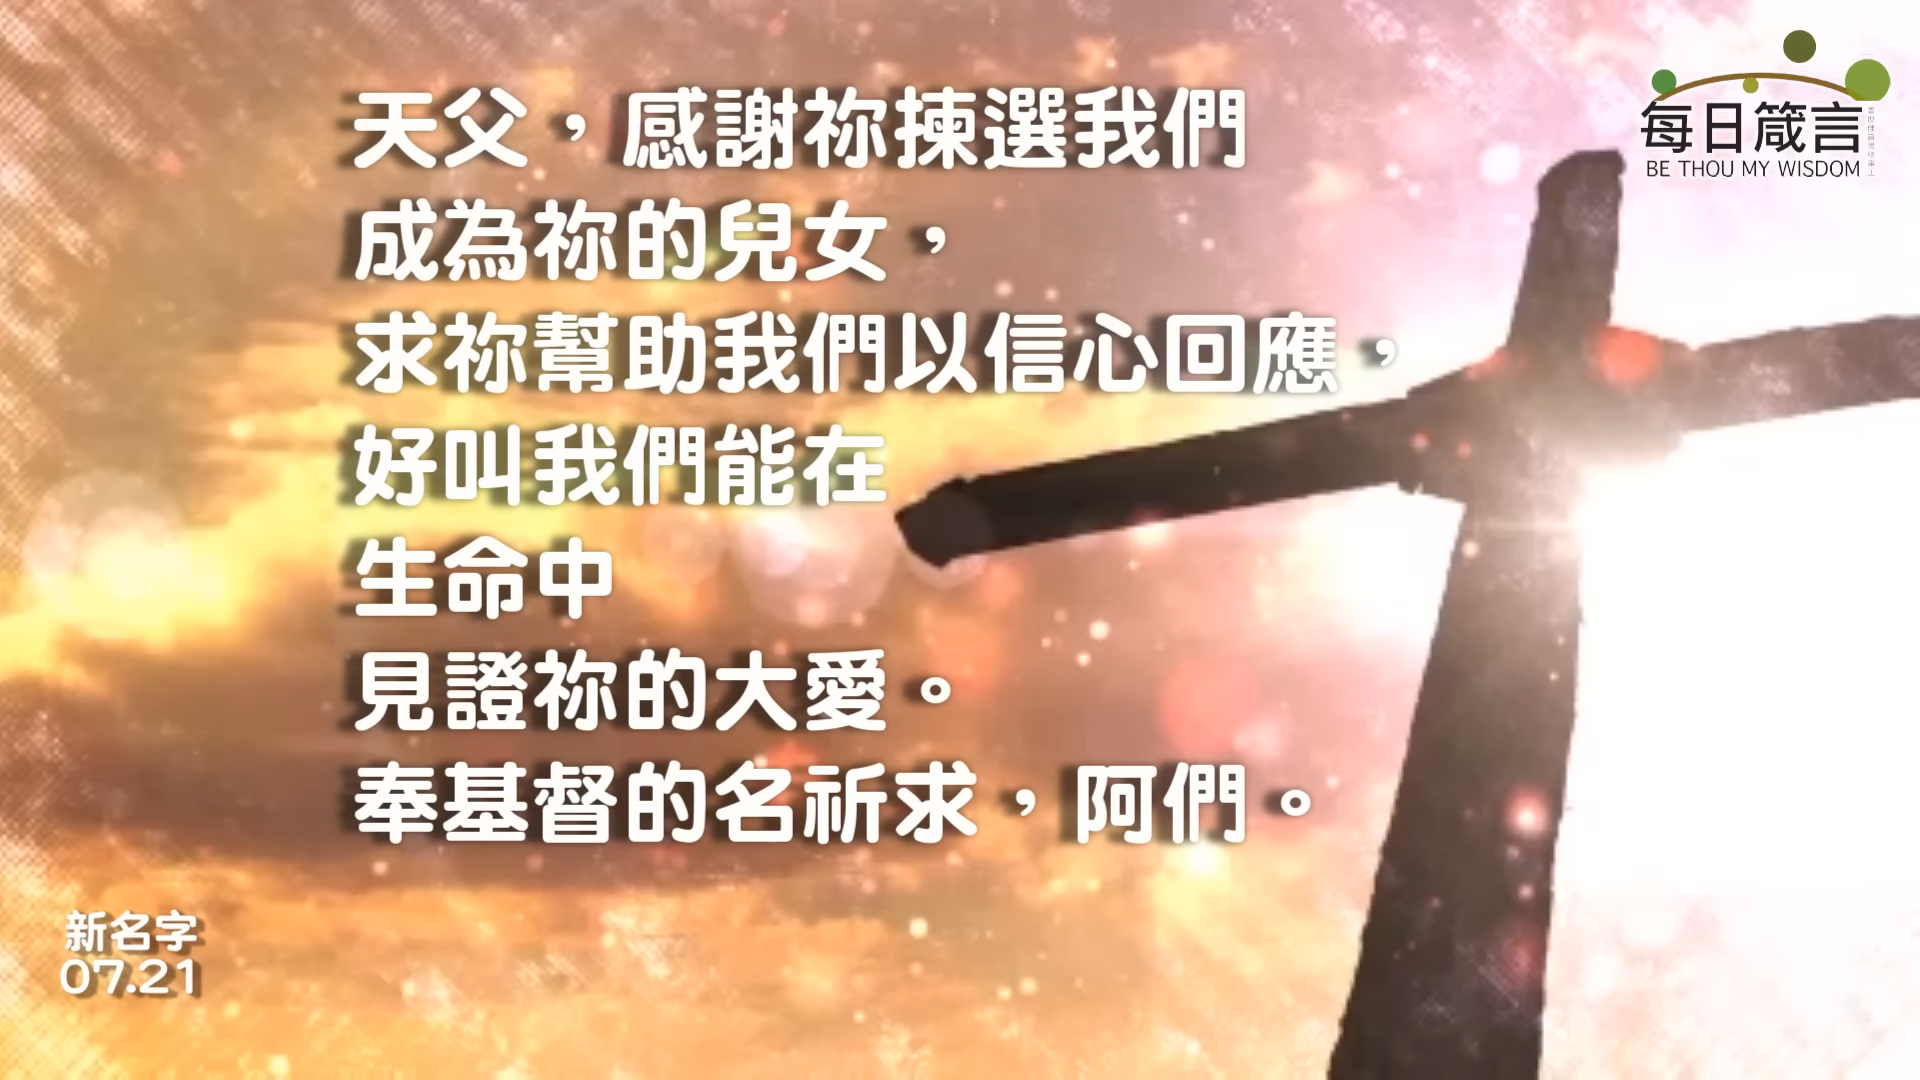 天父，感謝祢揀選我們
成為祢的兒女，
求祢幫助我們以信心回應，
好叫我們能在
生命中
見證祢的大愛。
奉基督的名祈求，阿們。
每日箴言
BE THOU MY WISDOM
新名字
07.21